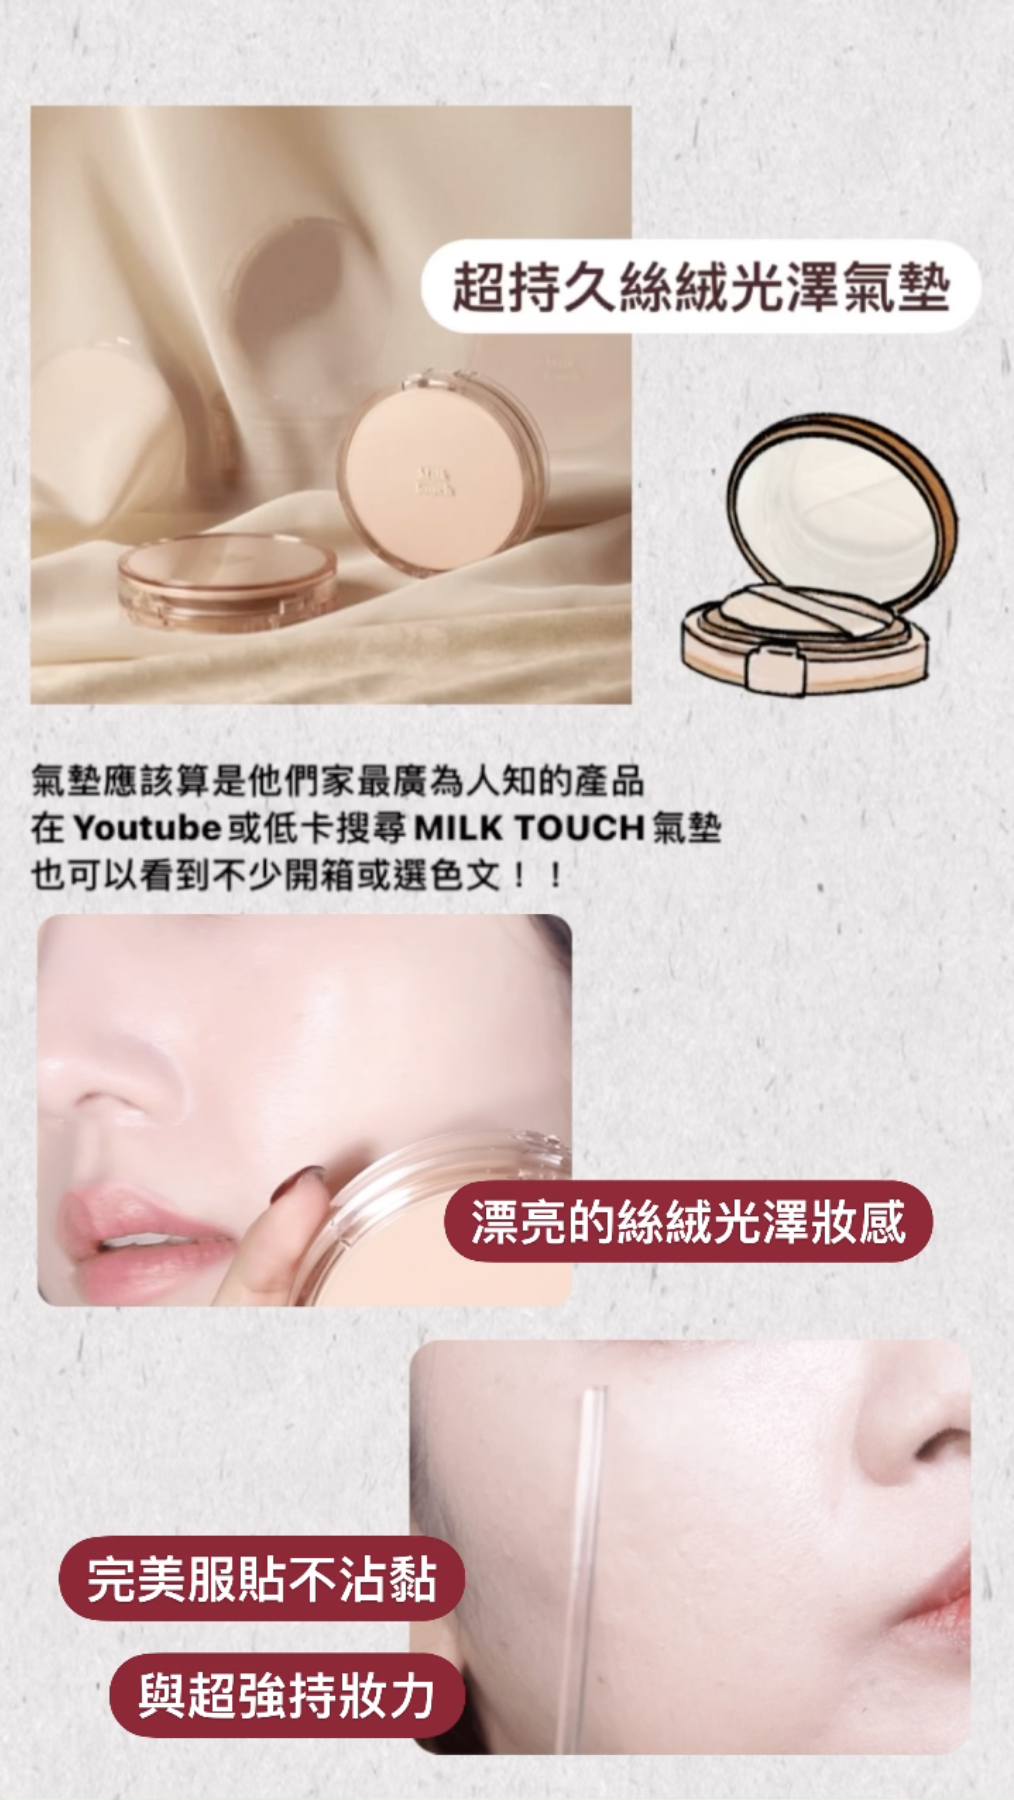 超持久絲絨光澤氣墊
Milk
Touch
氣墊應該算是他們家最廣為人知的產品
在 Youtube 或低卡搜尋 MILK TOUCH 氣墊
也可以看到不少開箱或選色文！！
漂亮的絲絨光澤妝感
完美服貼不沾黏
與超強持妝力